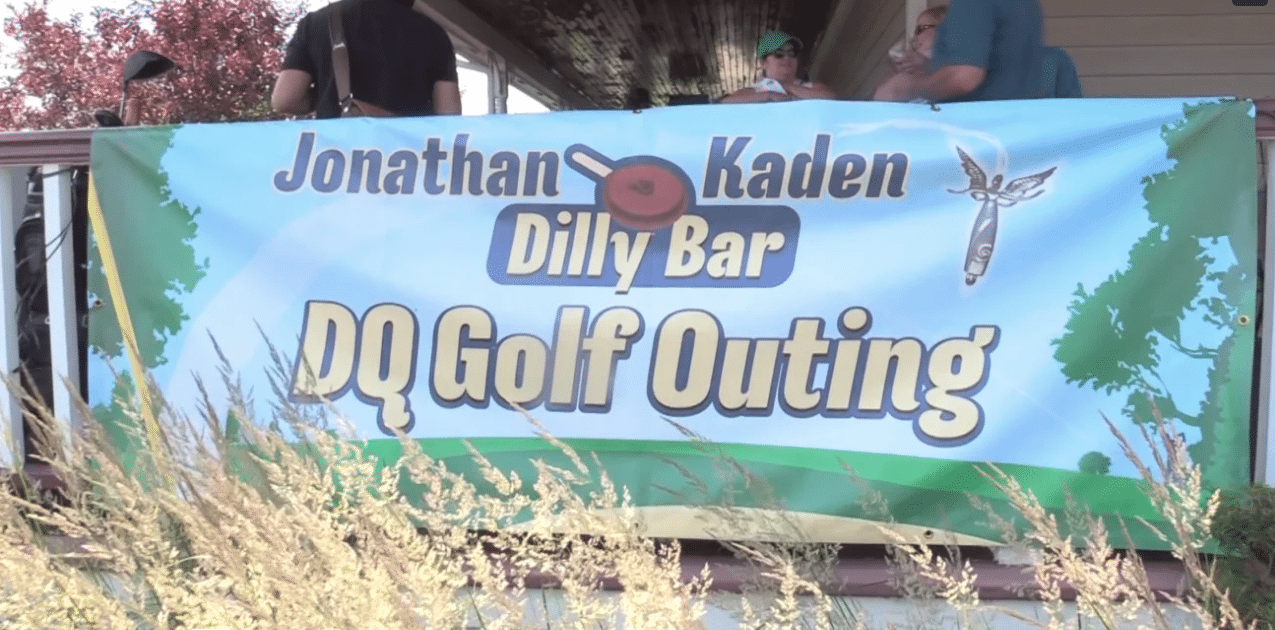 Jonathan Kaden
Dilly Bar
DQ Golf Outing